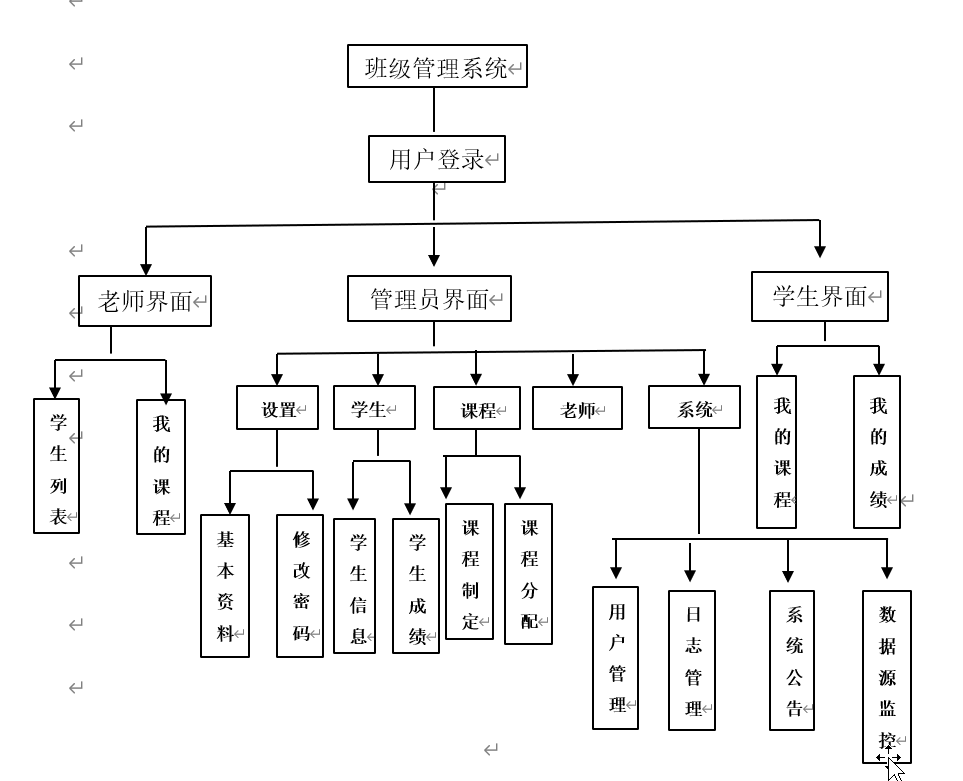 班级管理系统
用户登录
老师界面
管理员界面
学生界面
设置
学生
课程
老师
系统
学生列表
我的课程
我的课程
我的成绩
基本资料
修改密码
学生信息
学生成绩
课程制定
课程分配
用户管理
日志管理
系统公告
数据源监控